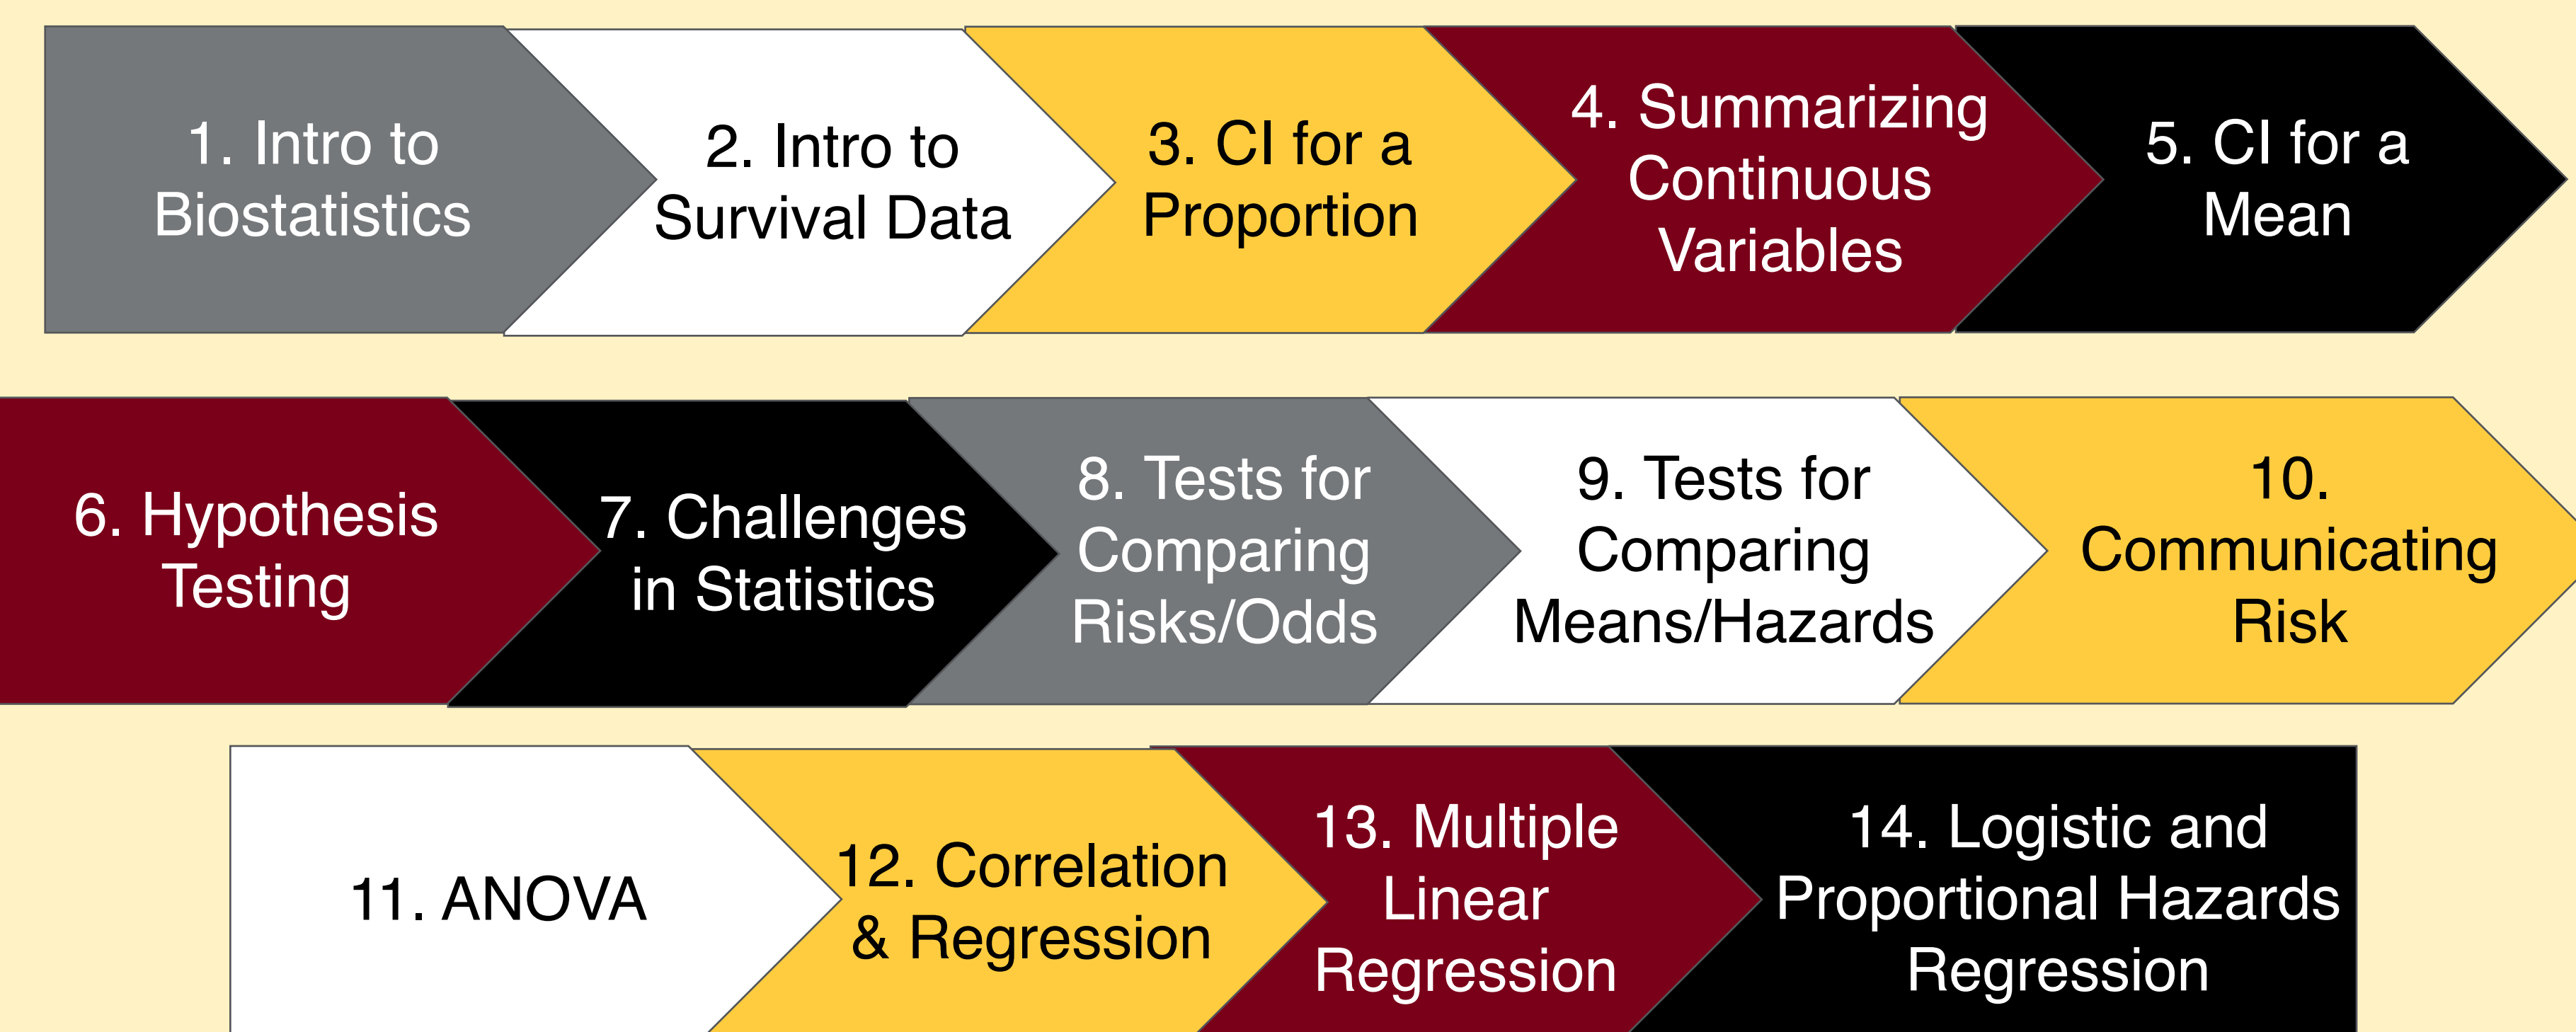 1. Intro to
Biostatistics
2. Intro to
Survival Data
3. CI for a
Proportion
4. Summarizing
Continuous
Variables
5. CI for a
Mean
6. Hypothesis
Testing
7. Challenges
in Statistics
8. Tests for
Comparing
Risks/Odds
9. Tests for
Comparing
Means/Hazards
10.
Communicating
Risk
11. ANOVA
12. Correlation
& Regression
13. Multiple
Linear
Regression
14. Logistic and
Proportional Hazards
Regression